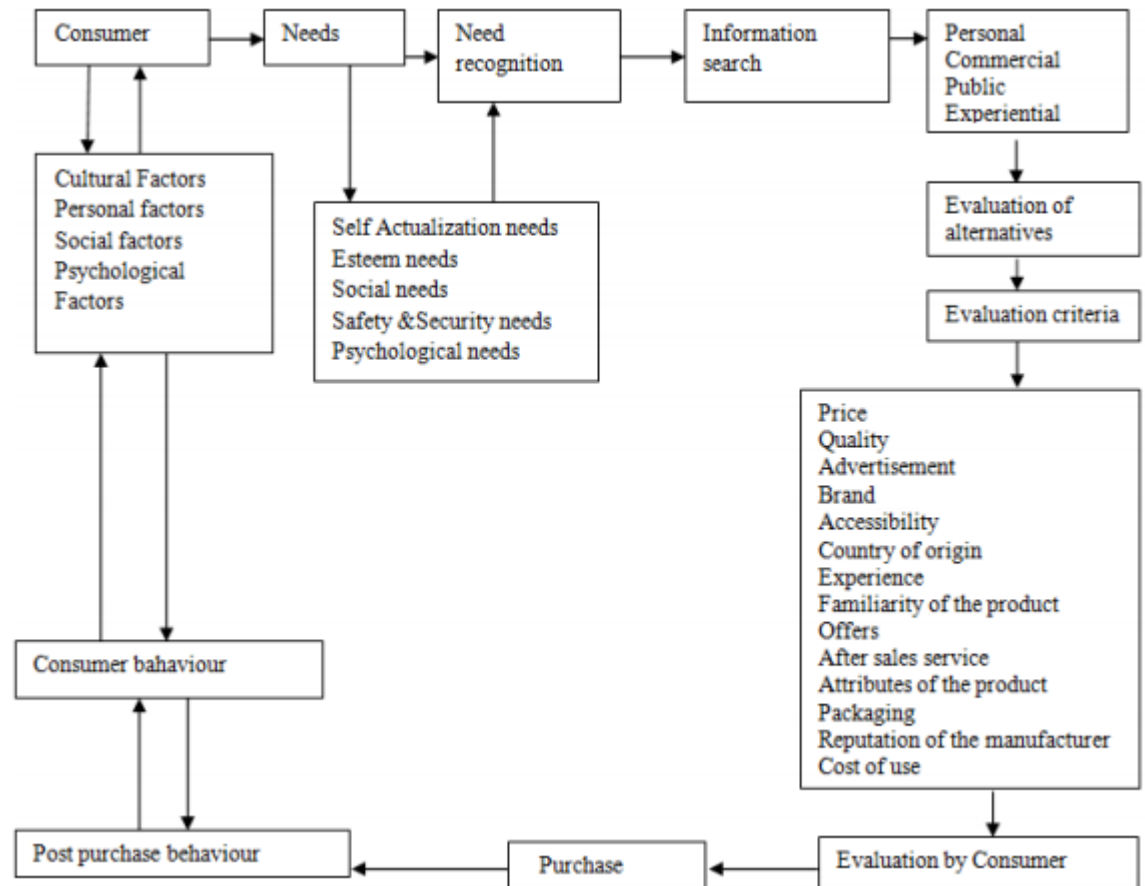 Consumer
Needs
Need
recognition
Information
search
Personal
Commercial
Public
Experiential
Cultural Factors
Personal factors
Social factors
Psychological
Factors
Self Actualization needs
Esteem needs
Social needs
Safety &Security needs
Psychological needs
Evaluation of
alternatives
Evaluation criteria
Price
Quality
Advertisement
Brand
Accessibility
Country of origin
Experience
Familiarity of the product
Offers
After sales service
Attributes of the product
Packaging
Reputation of the manufacturer
Cost of use
Consumer bahaviour
Post purchase behaviour
Purchase
Evaluation by Consumer